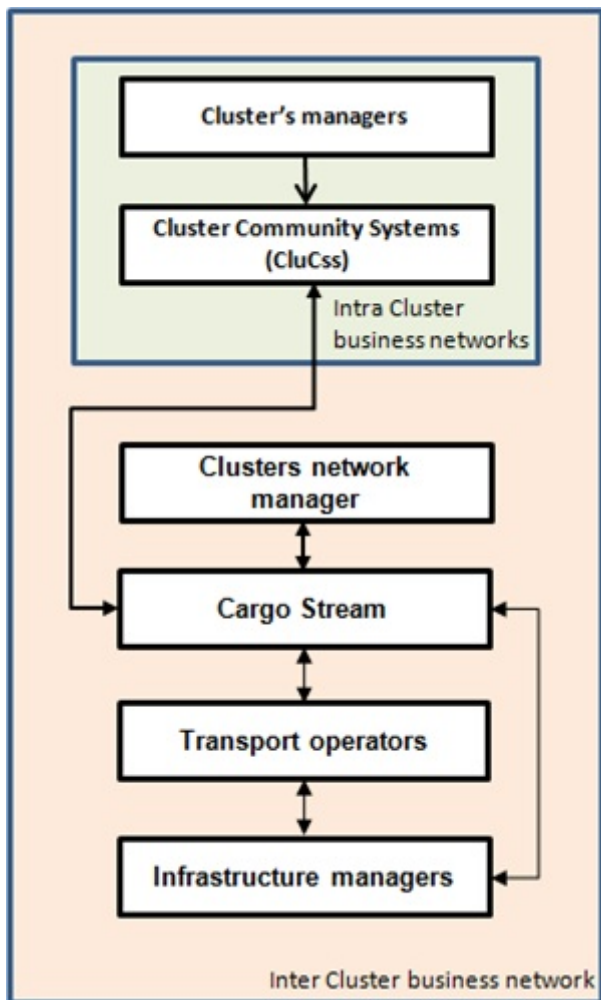 Cluster's managers
Cluster Community Systems
(CluCss)
Intra Cluster
business networks
Clusters network
manager
Cargo Stream
Transport operators
Infrastructure managers
Inter Cluster business network